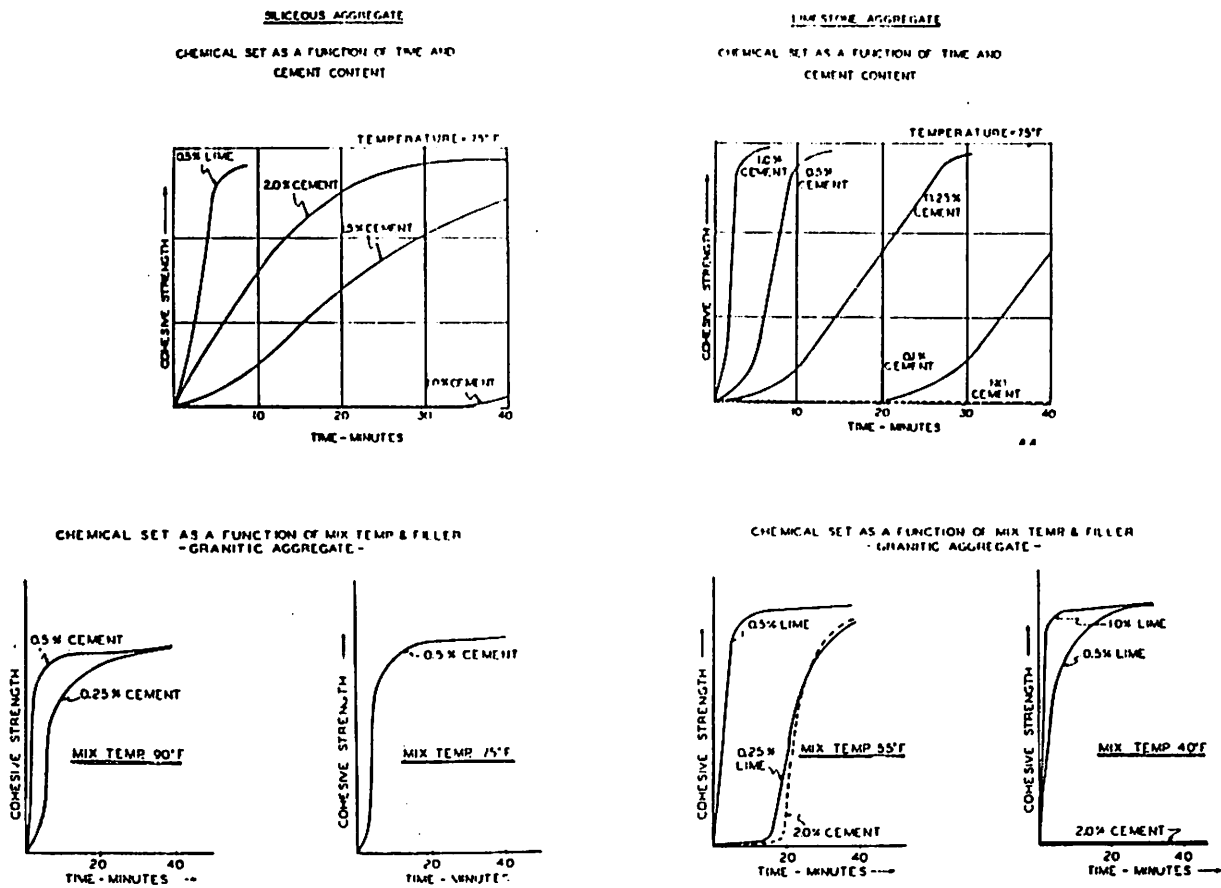 SILICEOUS AGGREGATE
CHEMICAL SET AS A FUNCTION OF TIME AND
CEMENT CONTENT
TEMPERATURE = 75°F
0.5% LIME
2.0% CEMENT
CEMENT
1.0% CEMENT
COHESIVE STRENGTH
10
20
30
40
TIME - MINUTES
LIMESTONE AGGREGATE
CHEMICAL SET AS A FUNCTION OF TIME AND
CEMENT CONTENT
TEMPERATURE = 75°F
1.0%
CEMENT
0.5%
CEMENT
CEMENT
0.1%
CEMENT
CEMENT
COHESIVE STRENGTH
10
20
30
40
TIME - MINUTES
CHEMICAL SET AS A FUNCTION OF MIX TEMP & FILLER
- GRANITIC AGGREGATE -
0.5% CEMENT
0.25% CEMENT
MIX TEMP 90°F
COHESIVE STRENGTH
20
40
TIME - MINUTES
0.5% CEMENT
MIX TEMP 75°F
COHESIVE STRENGTH
20
40
TIME - MINUTES
CHEMICAL SET AS A FUNCTION OF MIX TEMP & FILLER
- GRANITIC AGGREGATE -
0.5% LIME
0.25%
LIME
MIX TEMP 55°F
2.0% CEMENT
COHESIVE STRENGTH
20
40
TIME - MINUTES
LIME
0.5% LIME
MIX TEMP 40°F
2.0% CEMENT
COHESIVE STRENGTH
20
40
TIME - MINUTES